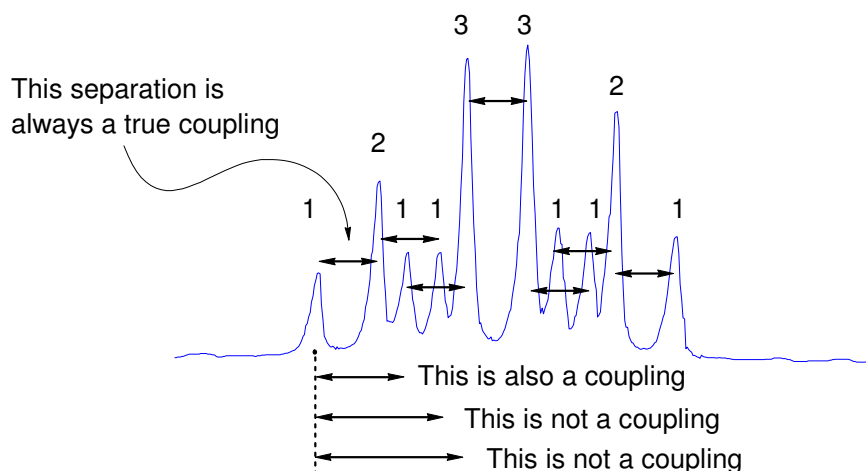 3 3
This separation is
always a true coupling
2
2
1 1 1 1 1 1
This is also a coupling
This is not a coupling
This is not a coupling